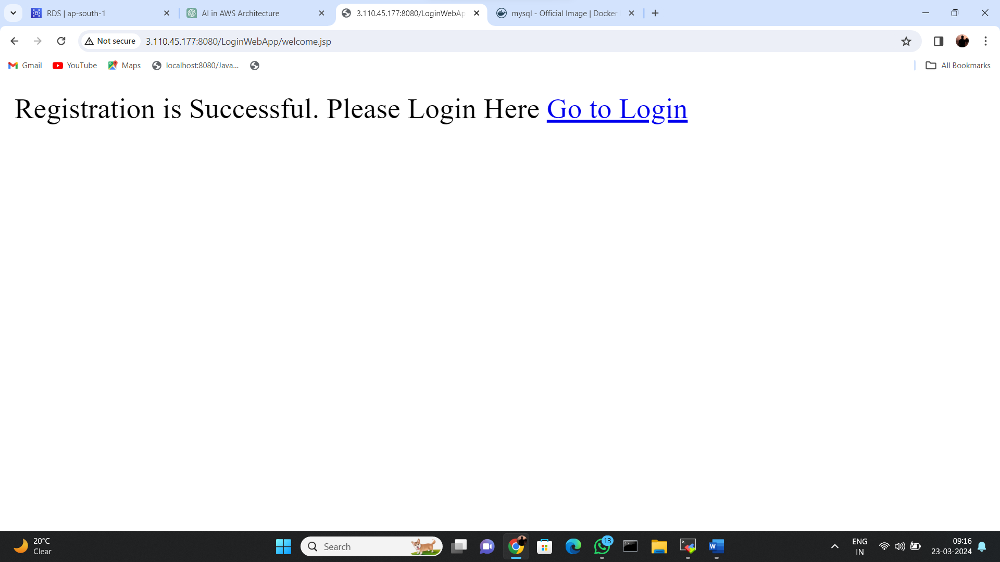 RDS | ap-south-1
AI in AWS Architecture
3.110.45.177:8080/LoginWebAp
mysql - Official Image | Docker
Not secure
3.110.45.177:8080/LoginWebApp/welcome.jsp
Gmail
YouTube
Maps
localhost:8080/Java...
All Bookmarks
Registration is Successful. Please Login Here Go to Login
20°C
Clear
Search
13
W
ENG
IN
09:16
23-03-2024